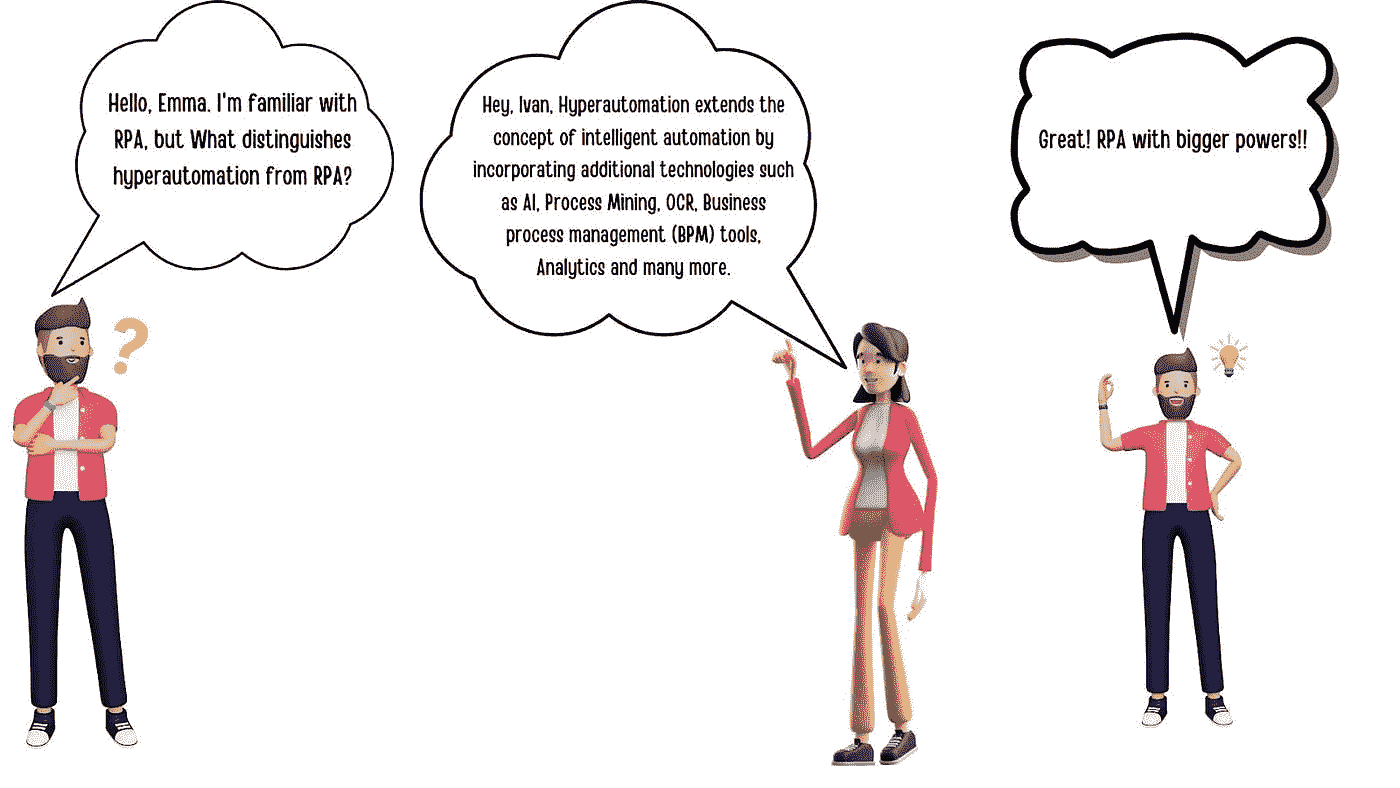 Hello, Emma. I'm familiar with
RPA, but What distinguishes
hyperautomation from RPA?
Hey, Ivan, Hyperautomation extends the
concept of intelligent automation by
incorporating additional technologies such
as AI, Process Mining, OCR, Business
process management (BPM) tools,
Analytics and many more.
Great! RPA with bigger powers!!
?